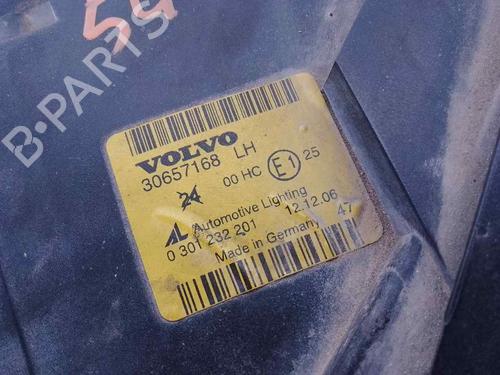 B-PARTS
VOLVO
30657168 LH
24 00 HC E1 25
AL Automotive Lighting 12.12.06
0 301 232 201 47
Made in Germany